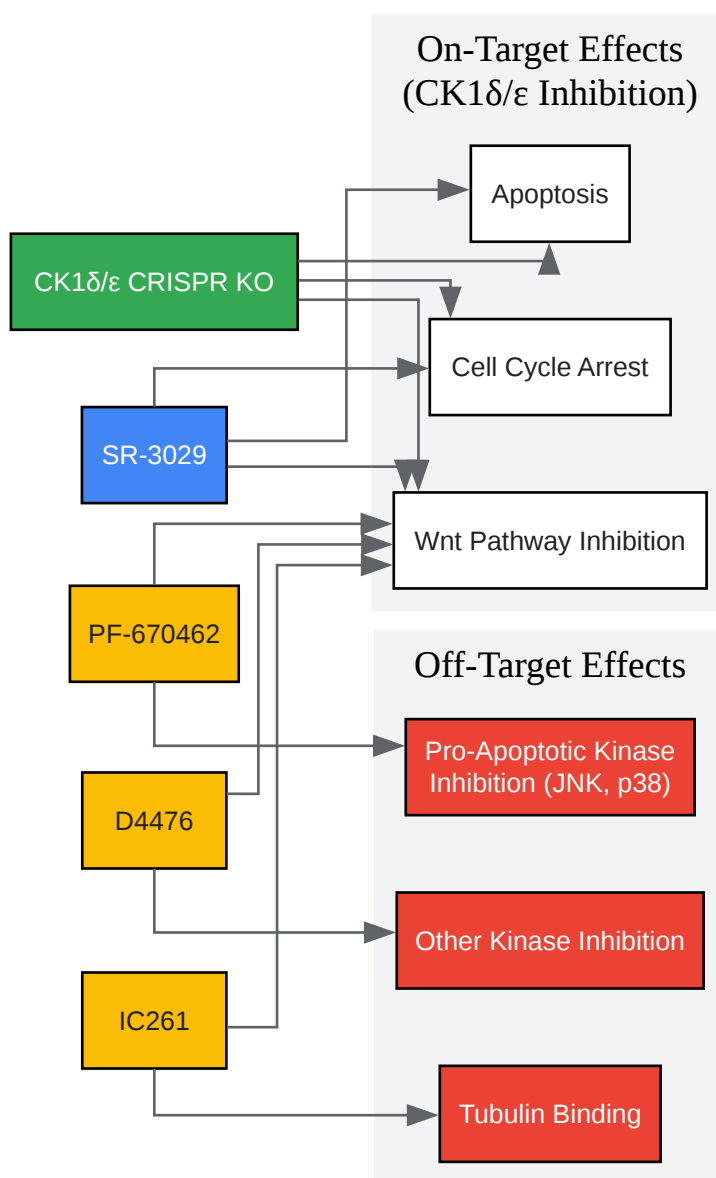 On-Target Effects
(CK1δ/ε Inhibition)
Apoptosis
CK1δ/ε CRISPR KO
Cell Cycle Arrest
SR-3029
Wnt Pathway Inhibition
PF-670462
Off-Target Effects
Pro-Apoptotic Kinase
Inhibition (JNK, p38)
D4476
Other Kinase Inhibition
IC261
Tubulin Binding